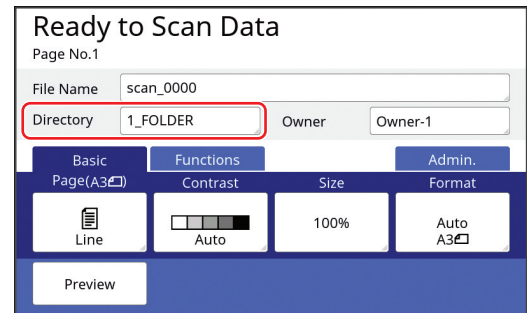 Ready to Scan Data
Page No.1
File Name scan_0000
Directory 1_FOLDER Owner Owner-1
Basic Functions Admin.
Page(A3) Contrast Size Format
Line Auto 100% Auto
A3
Preview